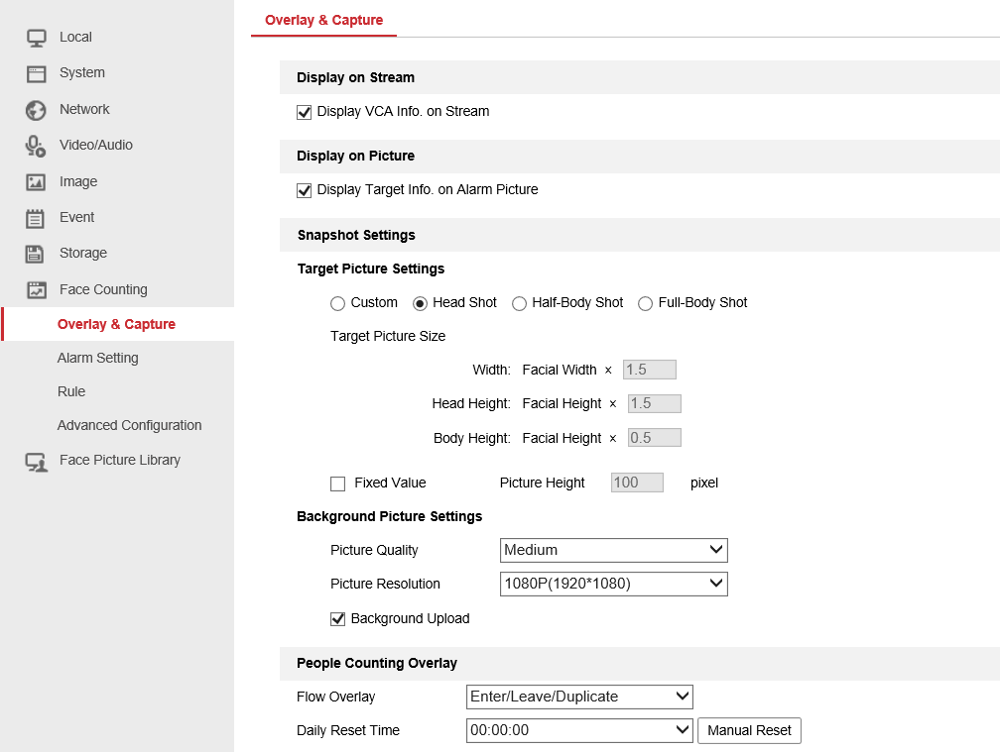 Local
System
Network
Video/Audio
Image
Event
Storage
Face Counting
Overlay & Capture
Alarm Setting
Rule
Advanced Configuration
Face Picture Library
Overlay & Capture
Display on Stream
Display VCA Info. on Stream
Display on Picture
Display Target Info. on Alarm Picture
Snapshot Settings
Target Picture Settings
Custom Head Shot Half-Body Shot Full-Body Shot
Target Picture Size
Width: Facial Width × 1.5
Head Height: Facial Height × 1.5
Body Height: Facial Height × 0.5
Fixed Value Picture Height 100 pixel
Background Picture Settings
Picture Quality Medium
Picture Resolution 1080P(1920*1080)
Background Upload
People Counting Overlay
Flow Overlay Enter/Leave/Duplicate
Daily Reset Time 00:00:00 Manual Reset